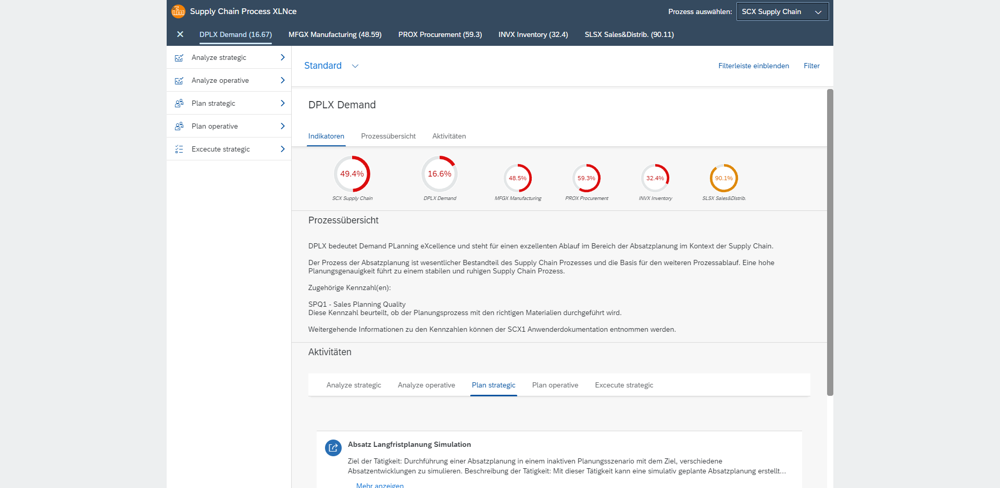 ifm Supply Chain Process XLNce
Prozess auswählen: SCX Supply Chain
DPLX Demand (16.67) MFGX Manufacturing (48.59) PROX Procurement (59.3) INVX Inventory (32.4) SLSX Sales&Distrib. (90.11)
Analyze strategic
Analyze operative
Plan strategic
Plan operative
Excecute strategic
Standard
Filterleiste einblenden Filter
DPLX Demand
Indikatoren Prozessübersicht Aktivitäten
49.4% 16.6% 48.5% 59.3% 32.4% 90.1%
SCX Supply Chain DPLX Demand MFGX Manufacturing PROX Procurement INVX Inventory SLSX Sales&Distrib.
Prozessübersicht
DPLX bedeutet Demand PLanning eXcellence und steht für einen exzellenten Ablauf im Bereich der Absatzplanung im Kontext der Supply Chain.
Der Prozess der Absatzplanung ist wesentlicher Bestandteil des Supply Chain Prozesses und die Basis für den weiteren Prozessablauf. Eine hohe
Planungsgenauigkeit führt zu einem stabilen und ruhigen Supply Chain Prozess.
Zugehörige Kennzahl(en):
SPQ1 - Sales Planning Quality
Diese Kennzahl beurteilt, ob der Planungsprozess mit den richtigen Materialien durchgeführt wird.
Weitergehende Informationen zu den Kennzahlen können der SCX1 Anwenderdokumentation entnommen werden.
Aktivitäten
Analyze strategic Analyze operative Plan strategic Plan operative Excecute strategic
Absatz Langfristplanung Simulation
Ziel der Tätigkeit: Durchführung einer Absatzplanung in einem inaktiven Planungsszenario mit dem Ziel, verschiedene
Absatzentwicklungen zu simulieren. Beschreibung der Tätigkeit: Mit dieser Tätigkeit kann eine simulativ geplante Absatzplanung erstellt...
Mehr anzeigen